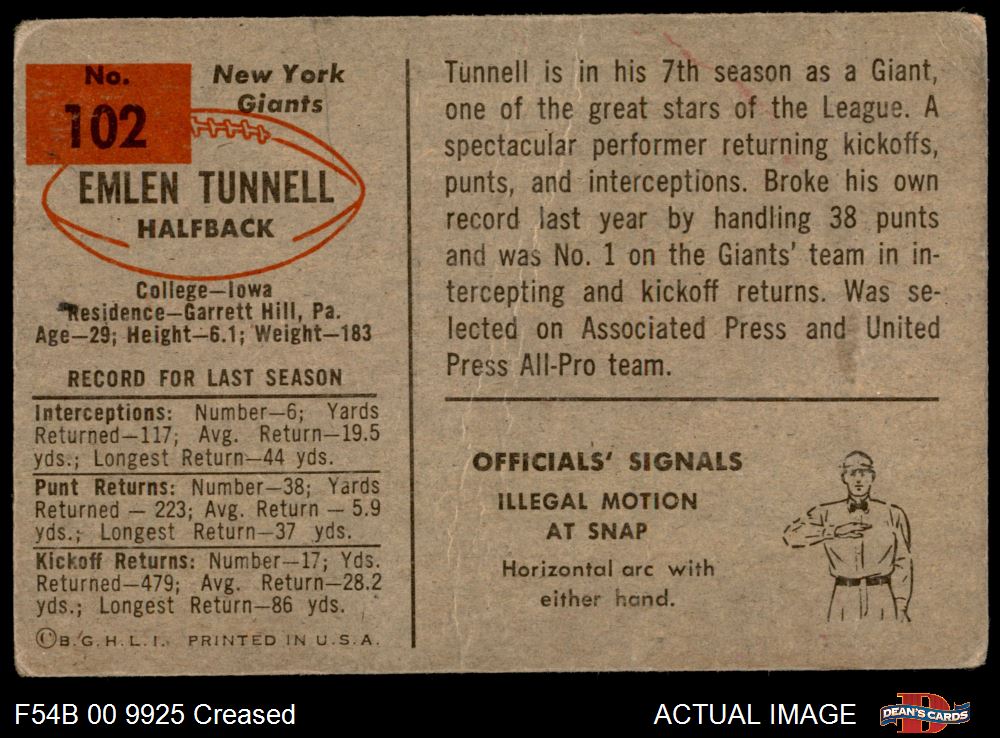 No.
102
New York
Giants
EMLEN TUNNELL
HALFBACK
College—Iowa
Residence—Garrett Hill, Pa.
Age—29; Height—6.1; Weight—183
RECORD FOR LAST SEASON
Interceptions: Number—6; Yards
Returned—117; Avg. Return—19.5
yds.; Longest Return—44 yds.
Punt Returns: Number—38; Yards
Returned — 223; Avg. Return — 5.9
yds.; Longest Return—37 yds.
Kickoff Returns: Number—17; Yds.
Returned—479; Avg. Return—28.2
yds.; Longest Return—86 yds.
©B.G.H.L.I. PRINTED IN U.S.A.
Tunnell is in his 7th season as a Giant,
one of the great stars of the League. A
spectacular performer returning kickoffs,
punts, and interceptions. Broke his own
record last year by handling 38 punts
and was No. 1 on the Giants' team in in-
tercepting and kickoff returns. Was se-
lected on Associated Press and United
Press All-Pro team.
OFFICIALS' SIGNALS
ILLEGAL MOTION
AT SNAP
Horizontal arc with
either hand.
F54B 00 9925 Creased
ACTUAL IMAGE
D
DEAN'S CARDS